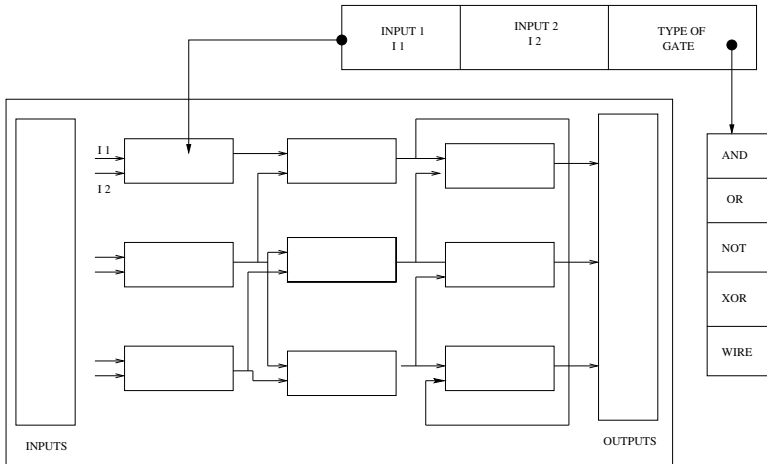 INPUT 1
I 1
INPUT 2
I 2
TYPE OF
GATE
I 1
I 2
AND
OR
NOT
XOR
WIRE
INPUTS
OUTPUTS